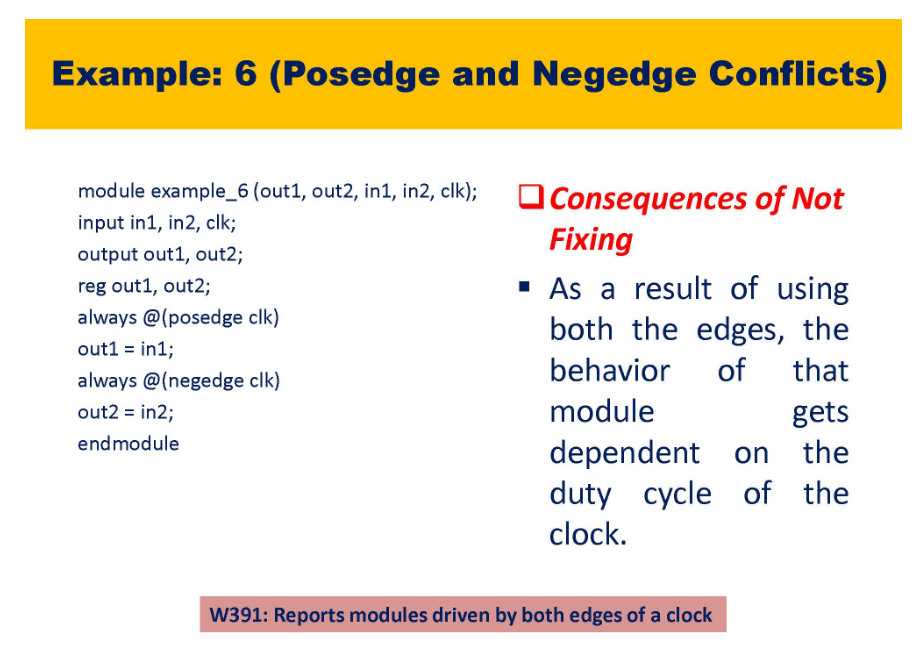 Example: 6 (Posedge and Negedge Conflicts)
module example_6 (out1, out2, in1, in2, clk);
input in1, in2, clk;
output out1, out2;
reg out1, out2;
always @(posedge clk)
out1 = in1;
always @(negedge clk)
out2 = in2;
endmodule
❑Consequences of Not
Fixing
▪ As a result of using
both the edges, the
behavior of that
module gets
dependent on the
duty cycle of the
clock.
W391: Reports modules driven by both edges of a clock